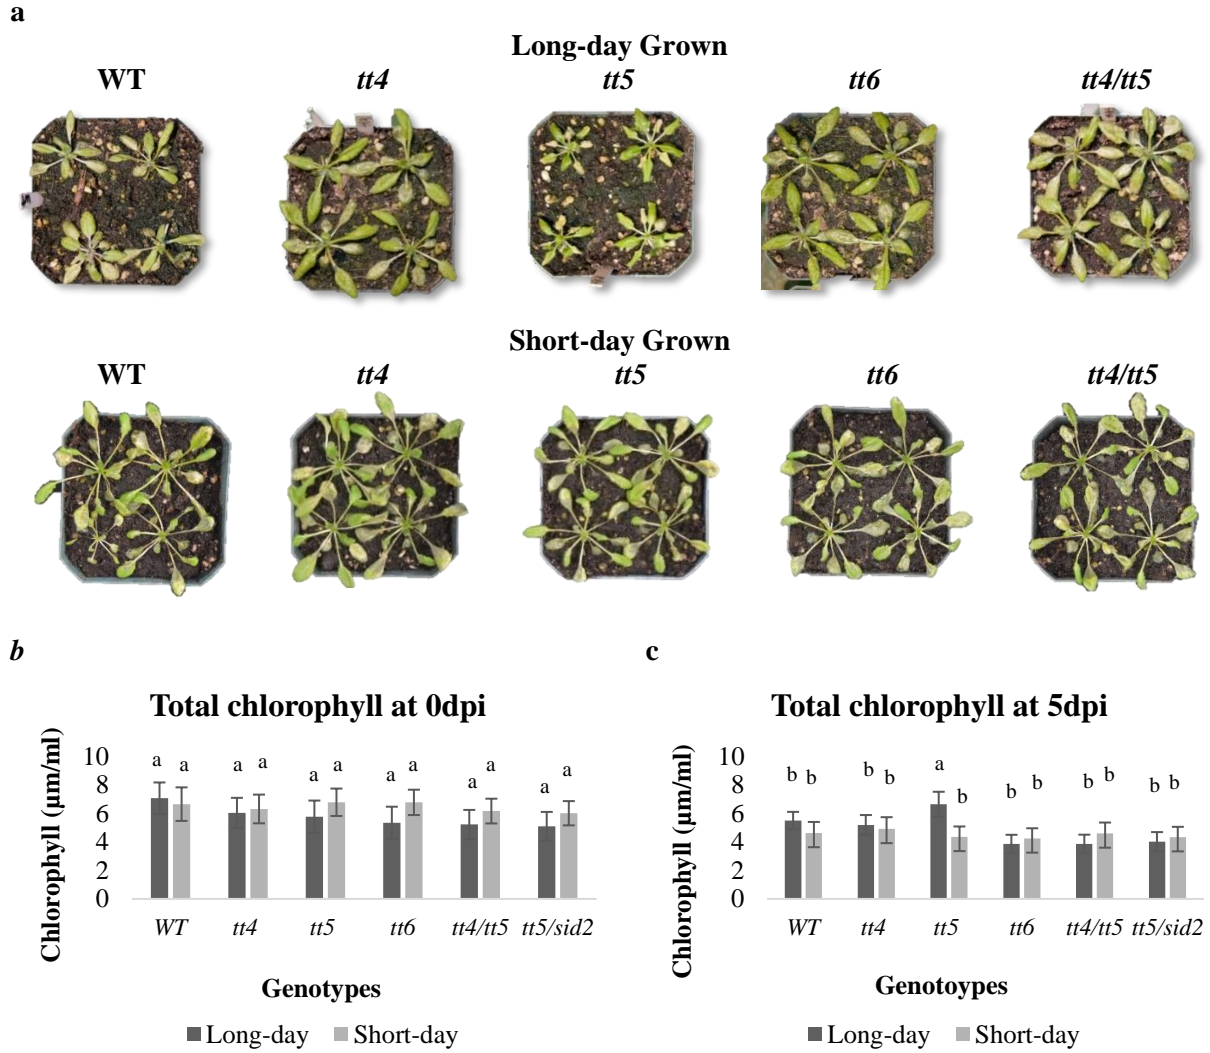 a
Long-day Grown
WT tt4 tt5 tt6 tt4/tt5
Short-day Grown
WT tt4 tt5 tt6 tt4/tt5
b
c
Total chlorophyll at 0dpi
Chlorophyll (μm/ml)
10
8
6
4
2
0
a a a a a a a a a a a a
WT tt4 tt5 tt6 tt4/tt5 tt5/sid2
Genotypes
Long-day Short-day
Total chlorophyll at 5dpi
Chlorophyll (μm/ml)
10
8
6
4
2
0
b b b b a b b b b b b b
WT tt4 tt5 tt6 tt4/tt5 tt5/sid2
Genotoypes
Long-day Short-day